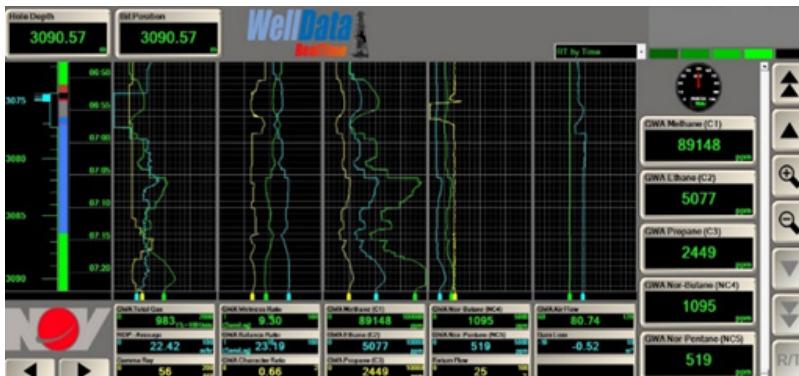 Hole Depth
3090.57
m
Bit Position
3090.57
m
WellData
RealTime
RT by Time
3075
3080
3085
3090
06:50
06:55
07:00
07:05
07:10
07:15
07:20
GWA Methane (C1)
89148
ppm
GWA Ethane (C2)
5077
ppm
GWA Propane (C3)
2449
ppm
GWA Nor-Butane (NC4)
1095
ppm
GWA Nor Pentane (NC5)
519
NOV
GWA Total Gas
983
ROP - Average
22.42
Gamma Ray
56
GWA Wetness Ratio
9.30
GWA Balance Ratio
23.19
GWA Character Ratio
0.66
GWA Methane (C1)
89148
GWA Ethane (C2)
5077
GWA Propane (C3)
2449
GWA Nor Butane (NC4)
1095
GWA Nor-Pentane (NC5)
519
Return Flow
25
GWA Air Flow
80.74
Gain Loss
-0.52
R/T